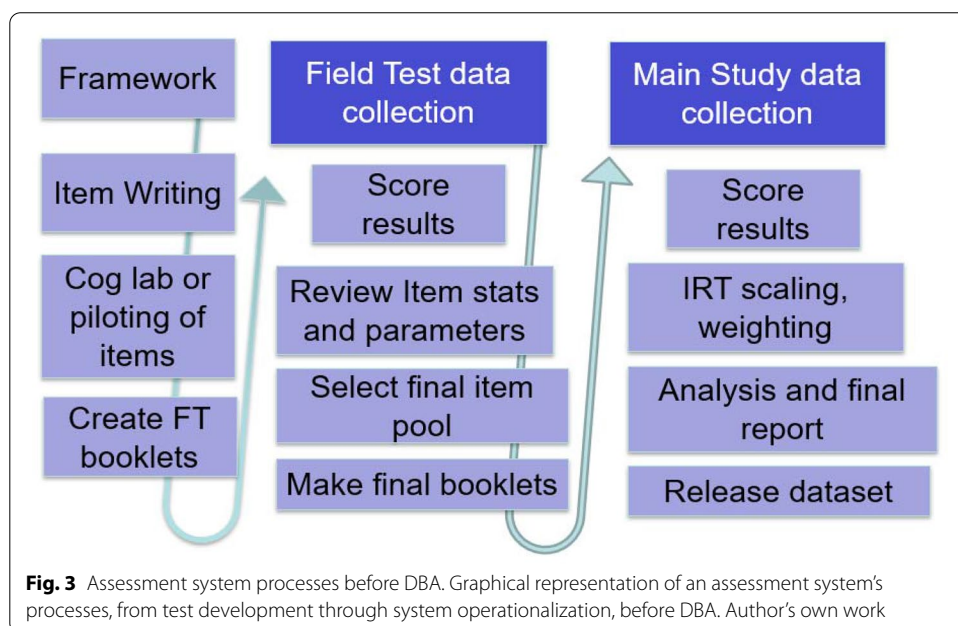 Framework
Item Writing
Cog lab or
piloting of
items
Create FT
booklets
Field Test data
collection
Score
results
Review Item stats
and parameters
Select final item
pool
Make final booklets
Main Study data
collection
Score
results
IRT scaling,
weighting
Analysis and final
report
Release dataset
Fig. 3 Assessment system processes before DBA. Graphical representation of an assessment system's
processes, from test development through system operationalization, before DBA. Author's own work